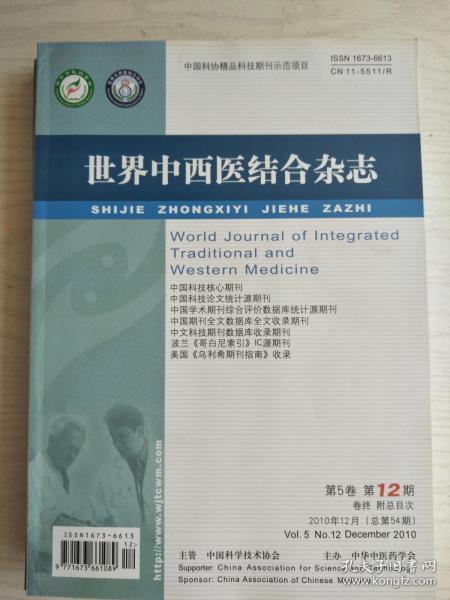 ISSN 1673-6613
CN 11-5511/R
中国科协精品科技期刊示范项目
世界中西医结合杂志
SHIJIE ZHONGXIYI JIEHE ZAZHI
World Journal of Integrated
Traditional and
Western Medicine
中国科技核心期刊
中国科技论文统计源期刊
中国学术期刊综合评价数据库统计源期刊
中国期刊全文数据库全文收录期刊
中文科技期刊数据库收录期刊
波兰《哥白尼索引》IC源期刊
美国《乌利希期刊指南》收录
http://www.wjtcwm.com
第5卷 第12期
卷终 附总目次
2010年12月(总第54期)
Vol. 5 No.12 December 2010
ISSN1673-6613
12>
9 771673 661089
主管 中国科学技术协会 主办 中华中医药学会
Supporter: China Association for Science and Technology
Sponsor: China Association of Chinese Medicine